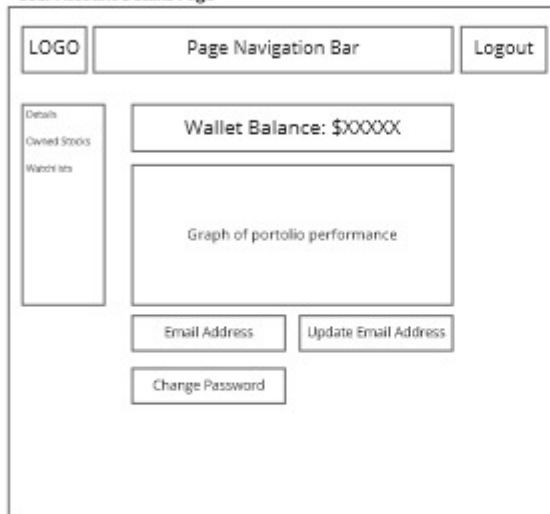 LOGO
Page Navigation Bar
Logout
Details
Owned Stocks
Watchlists
Wallet Balance: $XXXXX
Graph of portolio performance
Email Address
Update Email Address
Change Password